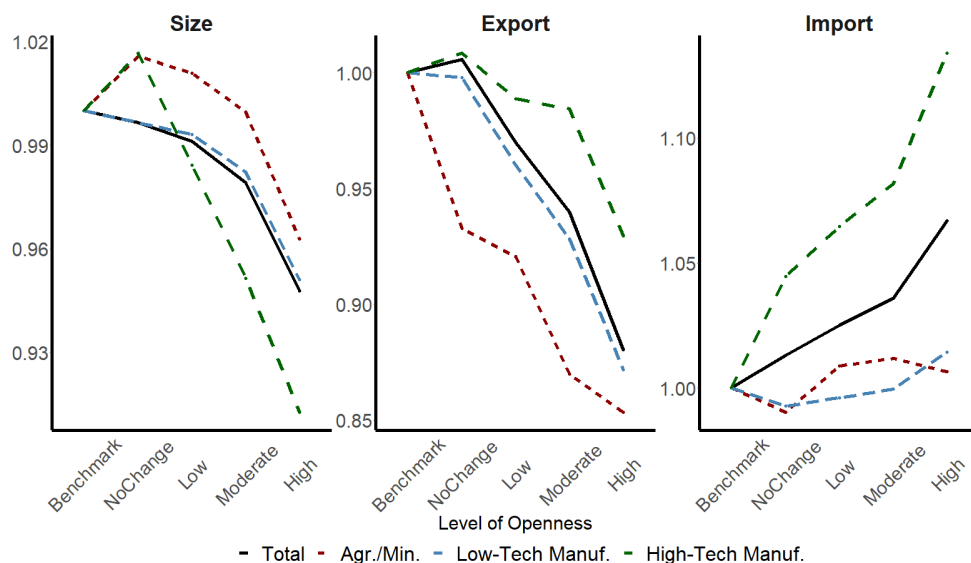 Size Export Import
1.02
0.99
0.96
0.93
1.00
0.95
0.90
0.85
1.10
1.05
1.00
Benchmark NoChange Low Moderate High
Benchmark NoChange Low Moderate High
Benchmark NoChange Low Moderate High
Level of Openness
Total Agr./Min. Low-Tech Manuf. High-Tech Manuf.